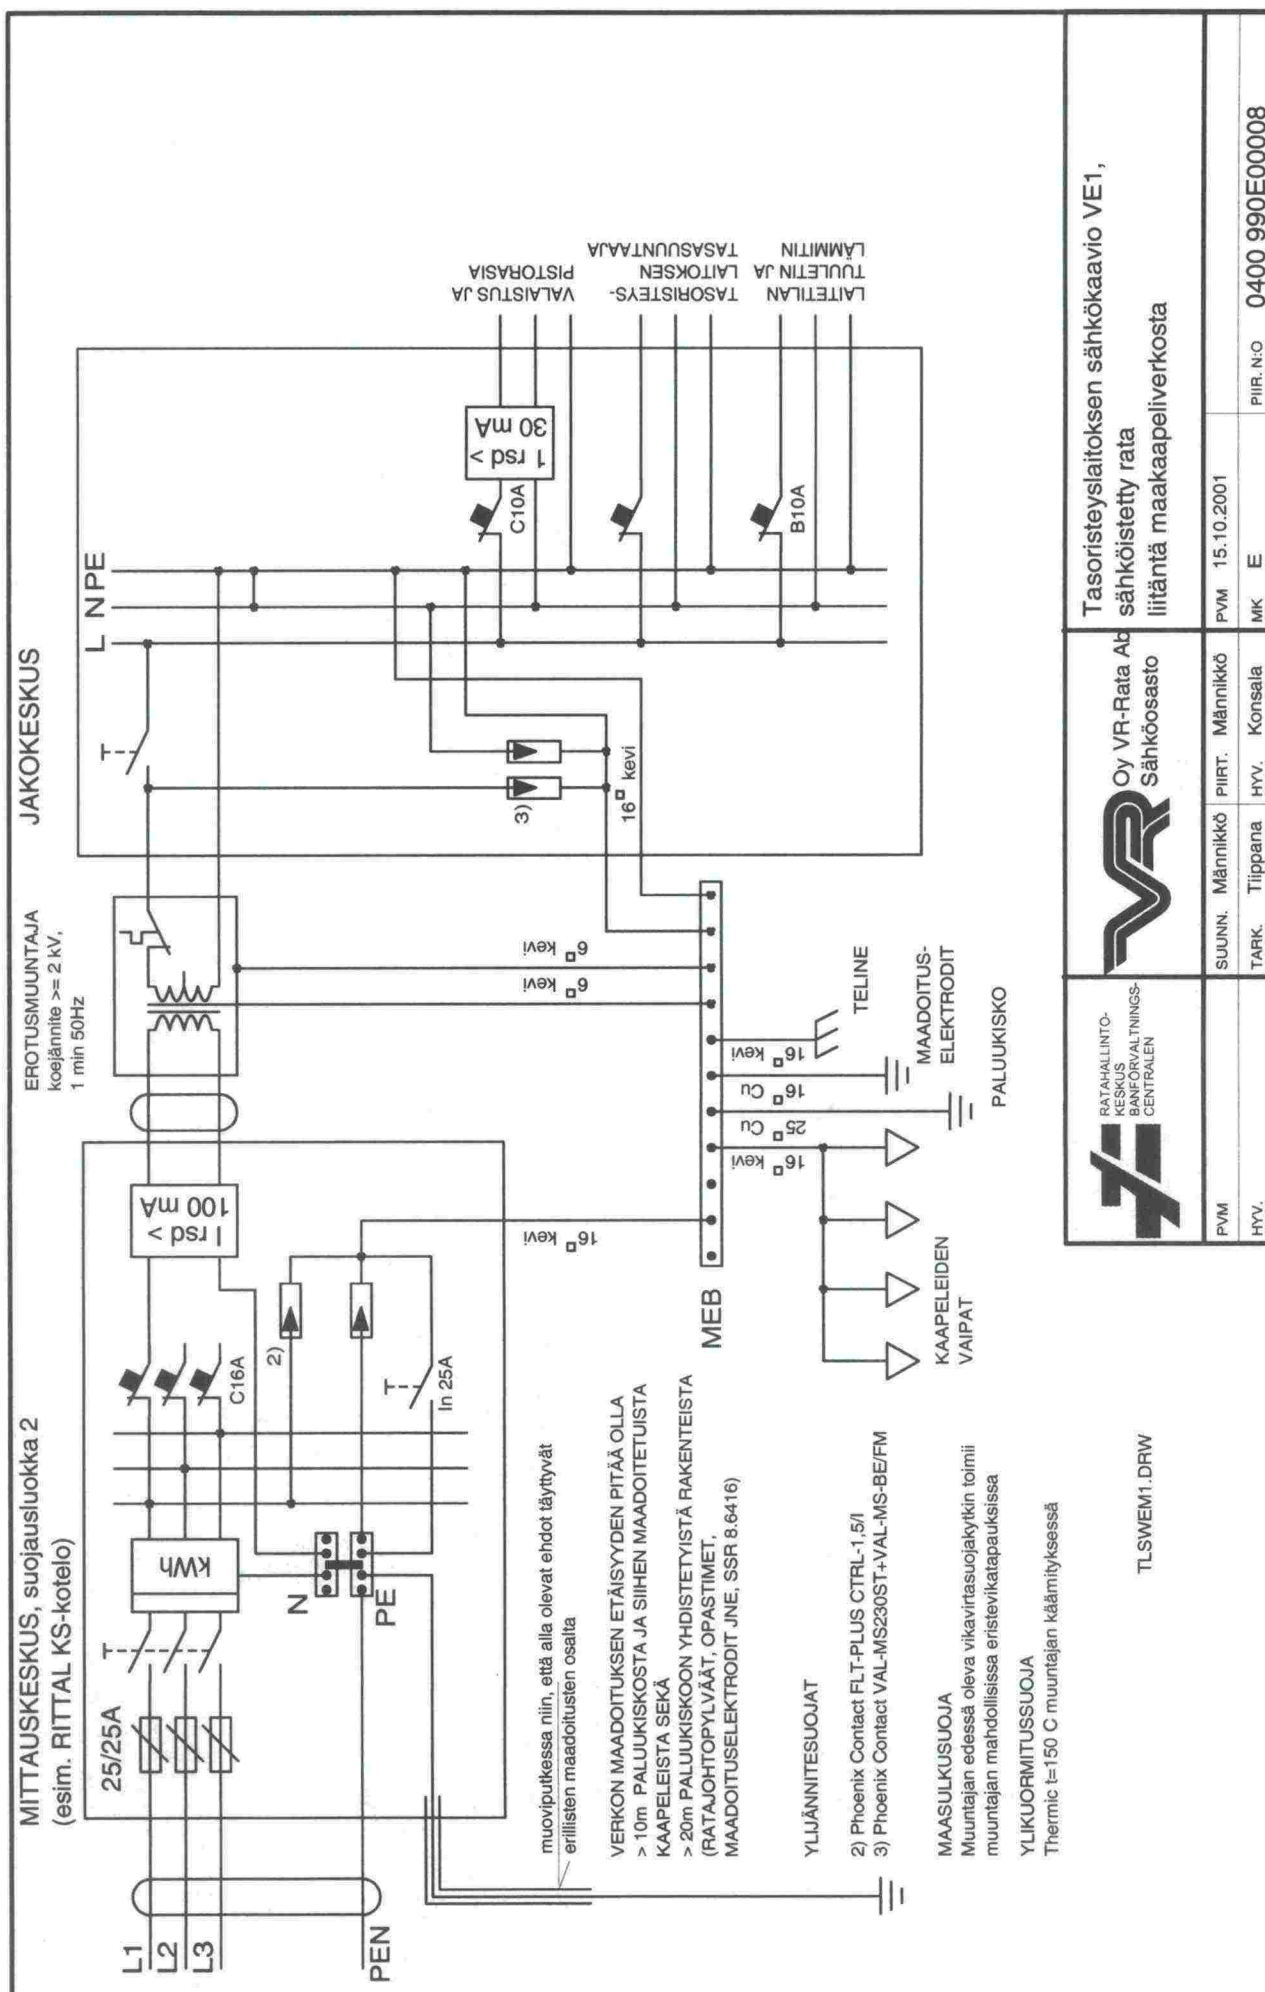 MITTAUSKESKUS, suojausluokka 2
(esim. RITTAL KS-kotelo)
25/25A
L1
L2
L3
PEN
kWh
N
PE
C16A
2)
In 25A
I rsd >
100 mA
EROTUSMUUNTAJA
koejännite >= 2 kV,
1 min 50Hz
JAKOKESKUS
L
N
PE
3)
16 □ kevi
C10A
1 rsd >
30 mA
B10A
VALAISTUS JA
PISTORASIA
TASORISTEYS-
LAITOKSEN
TASASUUNTAAJA
LAITETILAN
TUULETIN JA
LÄMMITIN
6 □ kevi
6 □ kevi
16 □ kevi
MEB
16 □ kevi
16 □ Cu
25 □ Cu
16 □ kevi
TELINE
MAADOITUS-
ELEKTRODIT
PALUUKISKO
KAAPELEIDEN
VAIPAT
muoviputkessa niin, että alla olevat ehdot täyttyvät
erillisten maadoitusten osalta
VERKON MAADOITUKSEN ETÄISYYDEN PITÄÄ OLLA
> 10m PALUUKISKOSTA JA SIIHEN MAADOITETUISTA
KAAPELEISTA SEKÄ
> 20m PALUUKISKOON YHDISTETYISTÄ RAKENTEISTA
(RATAJOHTOPYLVÄÄT, OPASTIMET,
MAADOITUSELEKTRODIT JNE, SSR 8.6416)
YLIJÄNNITESUOJAT
2) Phoenix Contact FLT-PLUS CTRL-1,5/I
3) Phoenix Contact VAL-MS230ST+VAL-MS-BE/FM
MAASULKUSUOJA
Muuntajan edessä oleva vikavirtasuojakytkin toimii
muuntajan mahdollisissa eristevikatapauksissa
YLIKUORMITUSSUOJA
Thermic t=150 C muuntajan käämityksessä
TLSWEM1.DRW
RATAHALLINTO-
KESKUS
BANFÖRVALTNINGS-
CENTRALEN
VR
Oy VR-Rata Ab
Sähköosasto
Tasoristeyslaitoksen sähkökaavio VE1,
sähköistetty rata
liitäntä maakaapeliverkosta
PVM
SUUNN. Männikkö
PIIRT. Männikkö
PVM 15.10.2001
HYV.
TARK. Tiippana
HYV. Konsala
MK E
PIIR. N:O 0400 990E00008